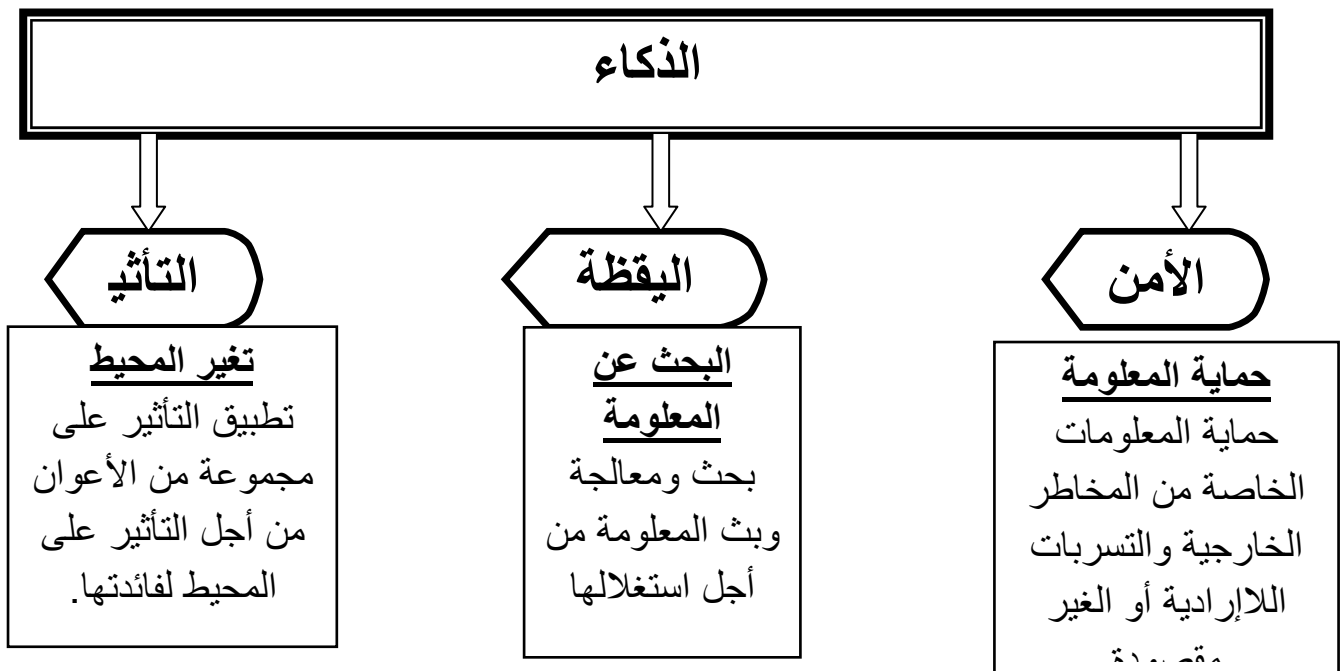 الذكاء
الأمن
حماية المعلومة
حماية المعلومات
الخاصة من المخاطر
الخارجية والتسربات
اللاإرادية أو الغير
مقصودة
اليقظة
البحث عن
المعلومة
بحث ومعالجة
وبث المعلومة من
أجل استغلالها
التأثيـ
تغير المحيط
تطبيق التأثير على
مجموعة من الأعوان
من أجل التأثير على
المحيط لفائدتها.